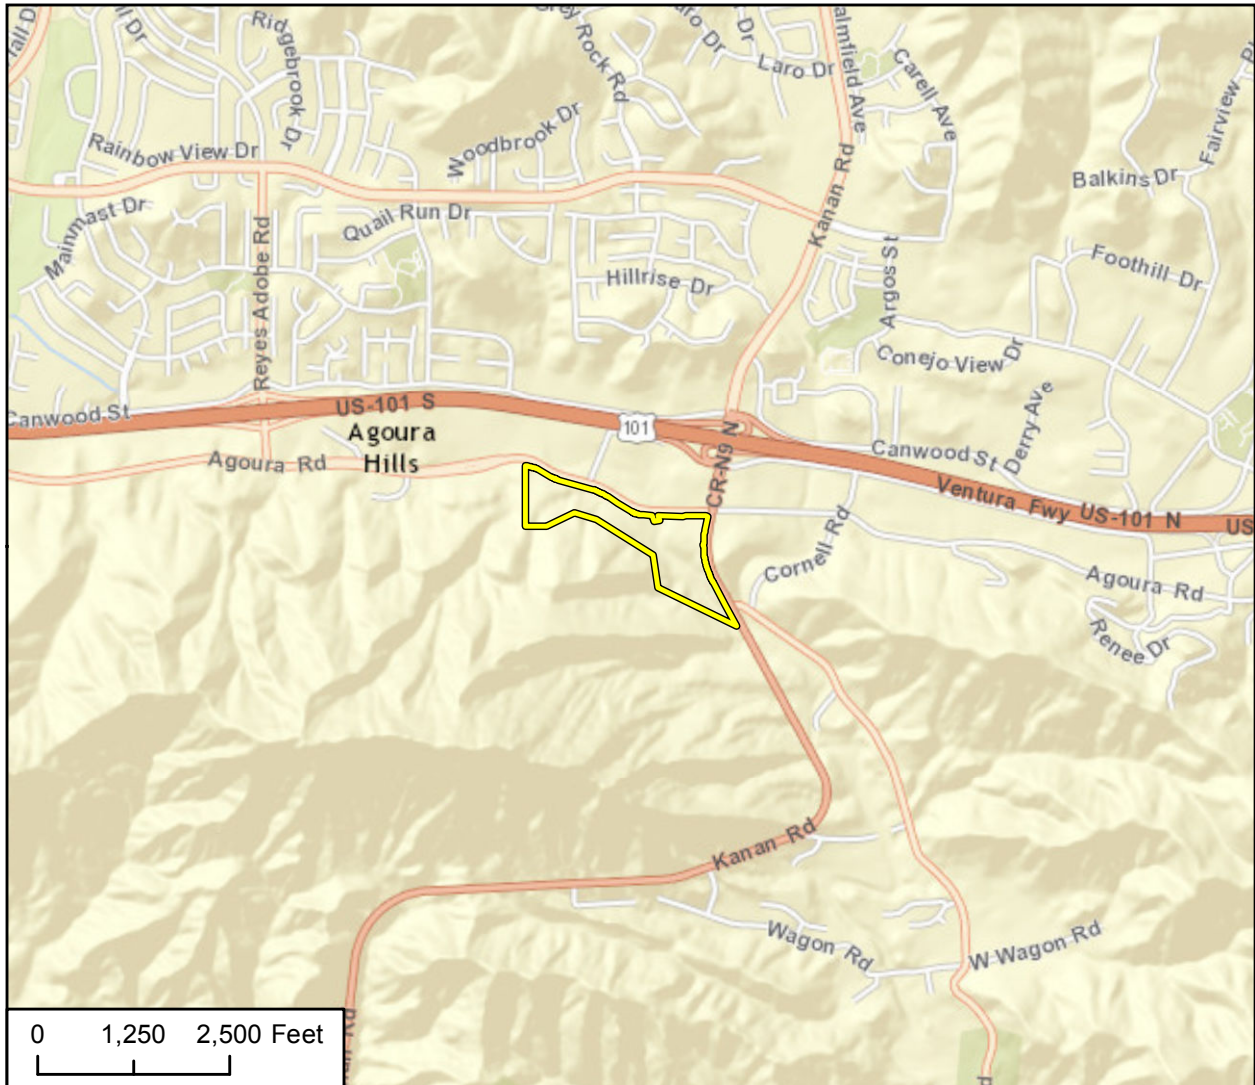 Ridgebrook Dr
Grey Rock Rd
Laro Dr
Carell Ave
Fairview
Rainbow View Dr
Woodbrook Dr
Kanan Rd
Balkins Dr
Mainmast Dr
Quail Run Dr
Reyes Adobe Rd
Hillrise Dr
Argos St
Foothill Dr
Conejo View Dr
Derry Ave
Canwood St
US-101 S
101
Agoura
Hills
Agoura Rd
CR-N9 N
Canwood St
Ventura Fwy
US-101 N
US
Cornell Rd
Agoura Rd
Renee Dr
Kanan Rd
Wagon Rd
W Wagon Rd
0 1,250 2,500 Feet